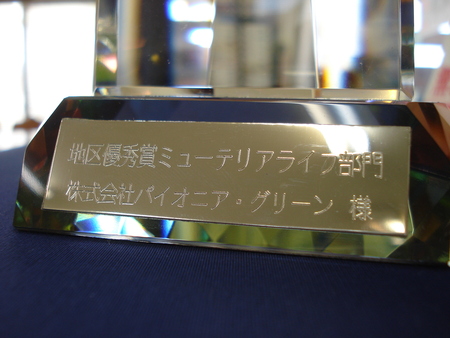 地区優秀賞ミューテリアライフ部門
株式会社パイオニア・グリーン 様